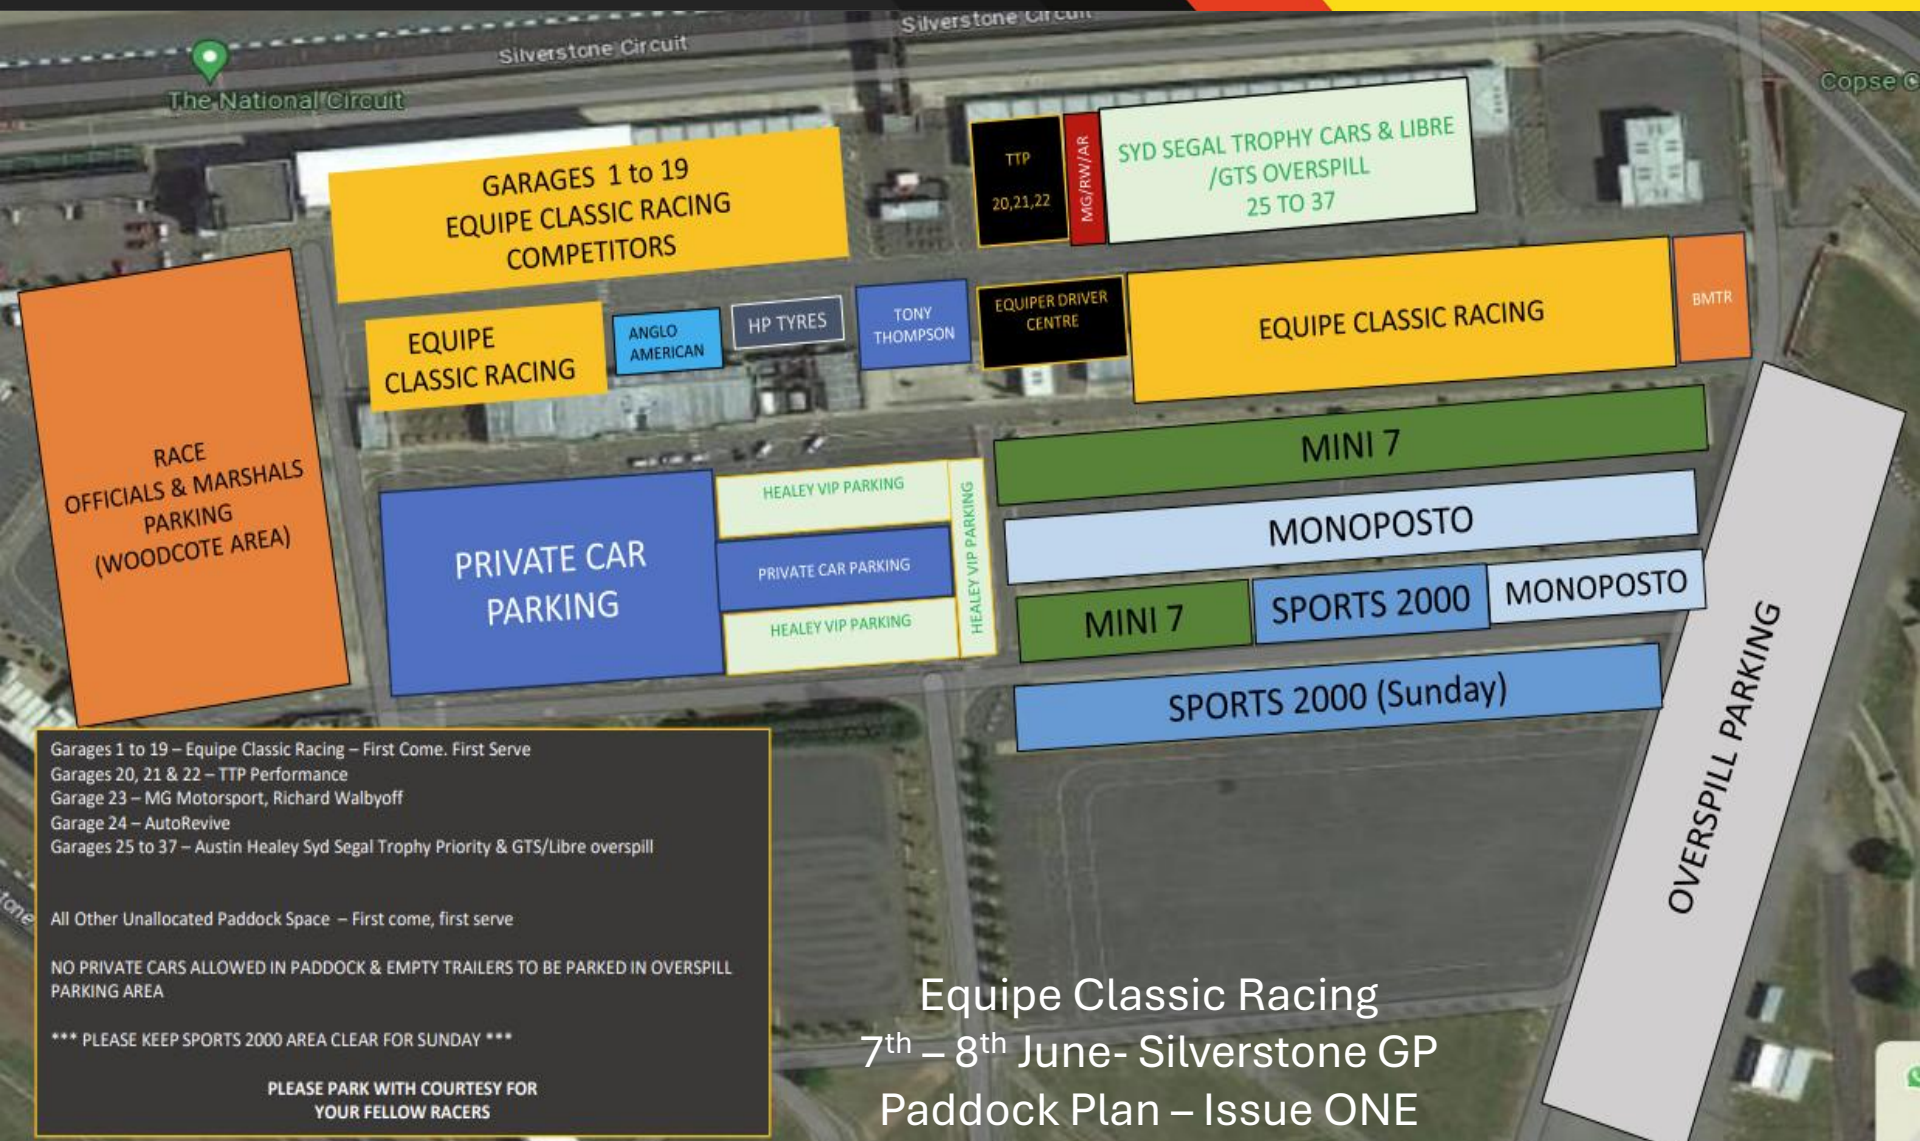 Silverstone Circuit
Silverstone Circuit
The National Circuit
Copse C
GARAGES 1 to 19
EQUIPE CLASSIC RACING
COMPETITORS
TTP
20,21,22
MG/RW/AR
SYD SEGAL TROPHY CARS & LIBRE
/GTS OVERSPILL
25 TO 37
EQUIPE
CLASSIC RACING
ANGLO
AMERICAN
HP TYRES
TONY
THOMPSON
EQUIPER DRIVER
CENTRE
EQUIPE CLASSIC RACING
BMTR
RACE
OFFICIALS & MARSHALS
PARKING
(WOODCOTE AREA)
PRIVATE CAR
PARKING
HEALEY VIP PARKING
PRIVATE CAR PARKING
HEALEY VIP PARKING
HEALEY VIP PARKING
MINI 7
MONOPOSTO
MINI 7
SPORTS 2000
MONOPOSTO
SPORTS 2000 (Sunday)
OVERSPILL PARKING
Garages 1 to 19 – Equipe Classic Racing – First Come. First Serve
Garages 20, 21 & 22 – TTP Performance
Garage 23 – MG Motorsport, Richard Walbyoff
Garage 24 – AutoRevive
Garages 25 to 37 – Austin Healey Syd Segal Trophy Priority & GTS/Libre overspill
All Other Unallocated Paddock Space – First come, first serve
NO PRIVATE CARS ALLOWED IN PADDOCK & EMPTY TRAILERS TO BE PARKED IN OVERSPILL
PARKING AREA
*** PLEASE KEEP SPORTS 2000 AREA CLEAR FOR SUNDAY ***
PLEASE PARK WITH COURTESY FOR
YOUR FELLOW RACERS
tone
Equipe Classic Racing
7th – 8th June- Silverstone GP
Paddock Plan – Issue ONE